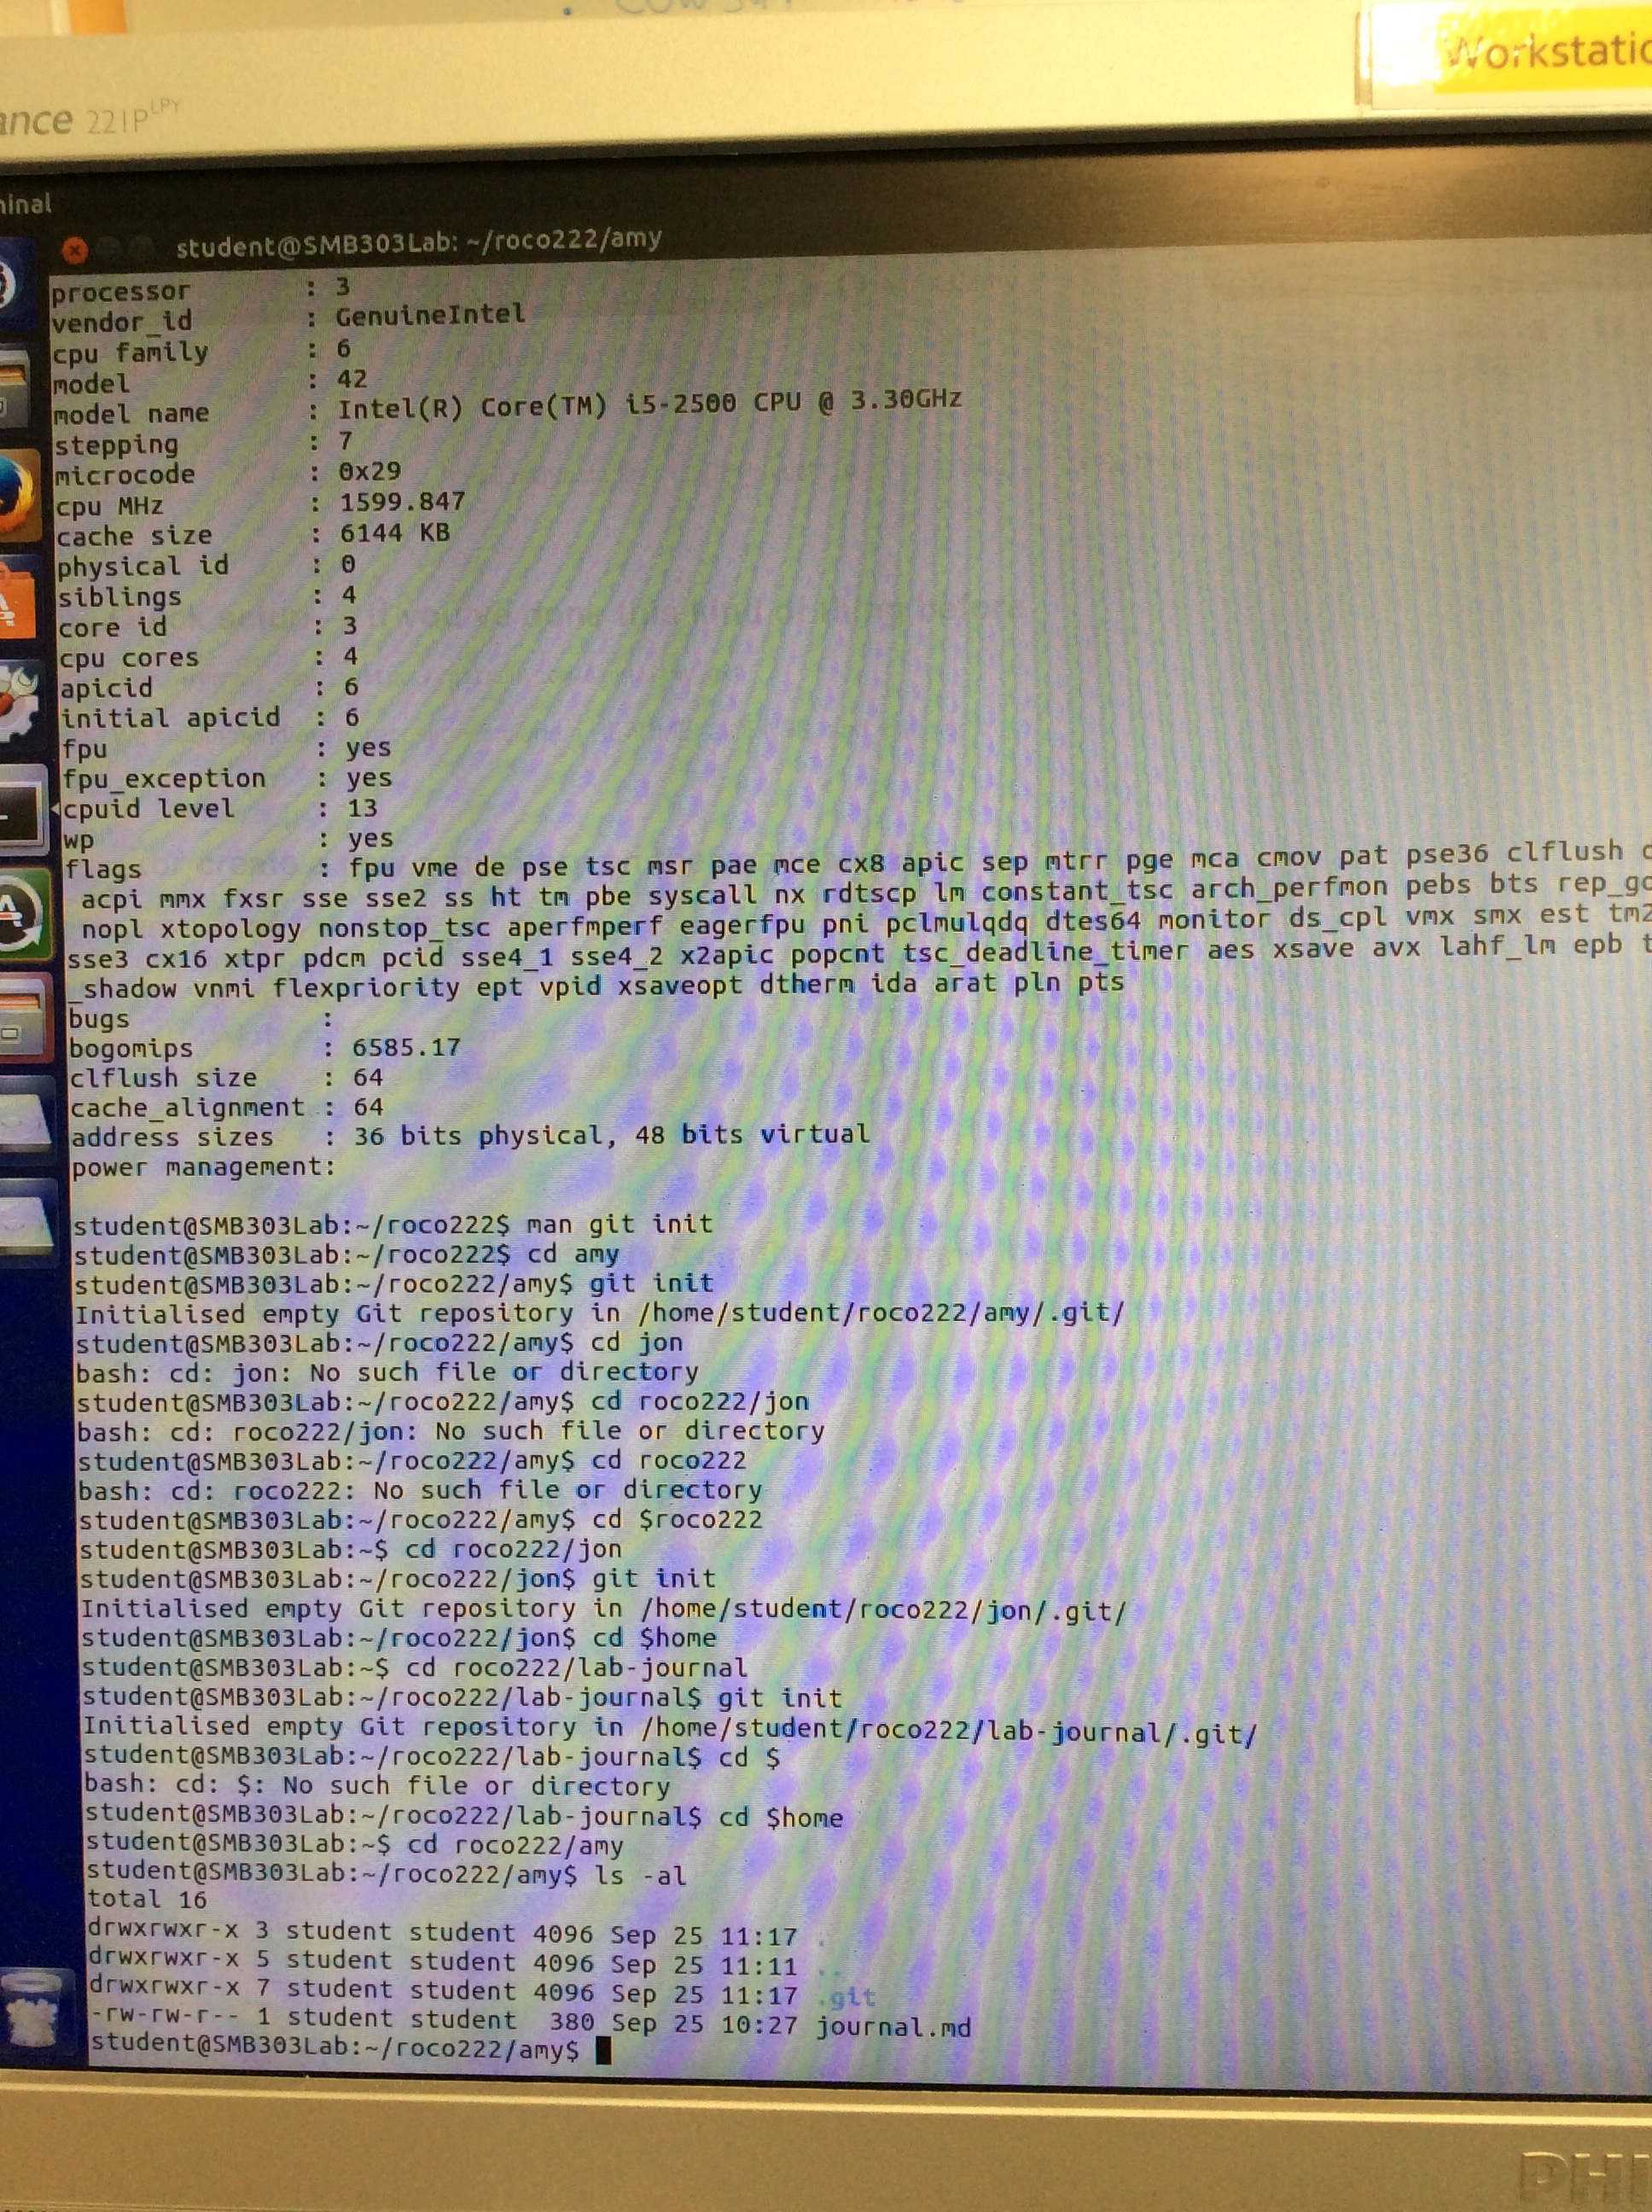 221P
Workstatio
student@SMB303Lab: ~/roco222/amy
processor : 3
vendor_id : GenuineIntel
cpu family : 6
model : 42
model name : Intel(R) Core(TM) i5-2500 CPU @ 3.30GHz
stepping : 7
microcode : 0x29
cpu MHz : 1599.847
cache size : 6144 KB
physical id : 0
siblings : 4
core id : 3
cpu cores : 4
apicid : 6
initial apicid : 6
fpu : yes
fpu_exception : yes
cpuid level : 13
wp : yes
flags : fpu vme de pse tsc msr pae mce cx8 apic sep mtrr pge mca cmov pat pse36 clflush
acpi mmx fxsr sse sse2 ss ht tm pbe syscall nx rdtscp lm constant_tsc arch_perfmon pebs bts rep_go
nopl xtopology nonstop_tsc aperfmperf eagerfpu pni pclmulqdq dtes64 monitor ds_cpl vmx smx est tm2
sse3 cx16 xtpr pdcm pcid sse4_1 sse4_2 x2apic popcnt tsc_deadline_timer aes xsave avx lahf_lm epb t
_shadow vnmi flexpriority ept vpid xsaveopt dtherm ida arat pln pts
bugs :
bogomips : 6585.17
clflush size : 64
cache_alignment : 64
address sizes : 36 bits physical, 48 bits virtual
power management:
student@SMB303Lab:~/roco222$ man git init
student@SMB303Lab:~/roco222$ cd amy
student@SMB303Lab:~/roco222/amy$ git init
Initialised empty Git repository in /home/student/roco222/amy/.git/
student@SMB303Lab:~/roco222/amy$ cd jon
bash: cd: jon: No such file or directory
student@SMB303Lab:~/roco222/amy$ cd roco222/jon
bash: cd: roco222/jon: No such file or directory
student@SMB303Lab:~/roco222/amy$ cd roco222
bash: cd: roco222: No such file or directory
student@SMB303Lab:~/roco222/amy$ cd $roco222
student@SMB303Lab:~$ cd roco222/jon
student@SMB303Lab:~/roco222/jon$ git init
Initialised empty Git repository in /home/student/roco222/jon/.git/
student@SMB303Lab:~/roco222/jon$ cd $home
student@SMB303Lab:~$ cd roco222/lab-journal
student@SMB303Lab:~/roco222/lab-journal$ git init
Initialised empty Git repository in /home/student/roco222/lab-journal/.git/
student@SMB303Lab:~/roco222/lab-journal$ cd $
bash: cd: $: No such file or directory
student@SMB303Lab:~/roco222/lab-journal$ cd $home
student@SMB303Lab:~$ cd roco222/amy
student@SMB303Lab:~/roco222/amy$ ls -al
total 16
drwxrwxr-x 3 student student 4096 Sep 25 11:17 .
drwxrwxr-x 5 student student 4096 Sep 25 11:11 ..
drwxrwxr-x 7 student student 4096 Sep 25 11:17 .git
-rw-rw-r-- 1 student student 380 Sep 25 10:27 journal.md
student@SMB303Lab:~/roco222/amy$